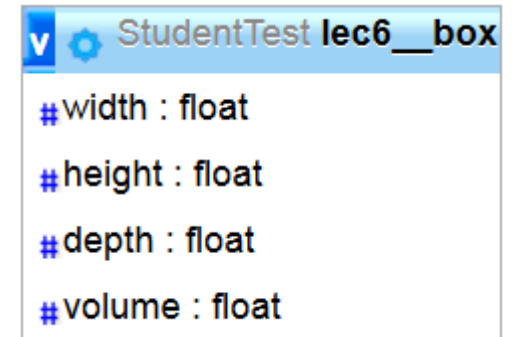 v StudentTest lec6__box
#width : float
#height : float
#depth : float
#volume : float